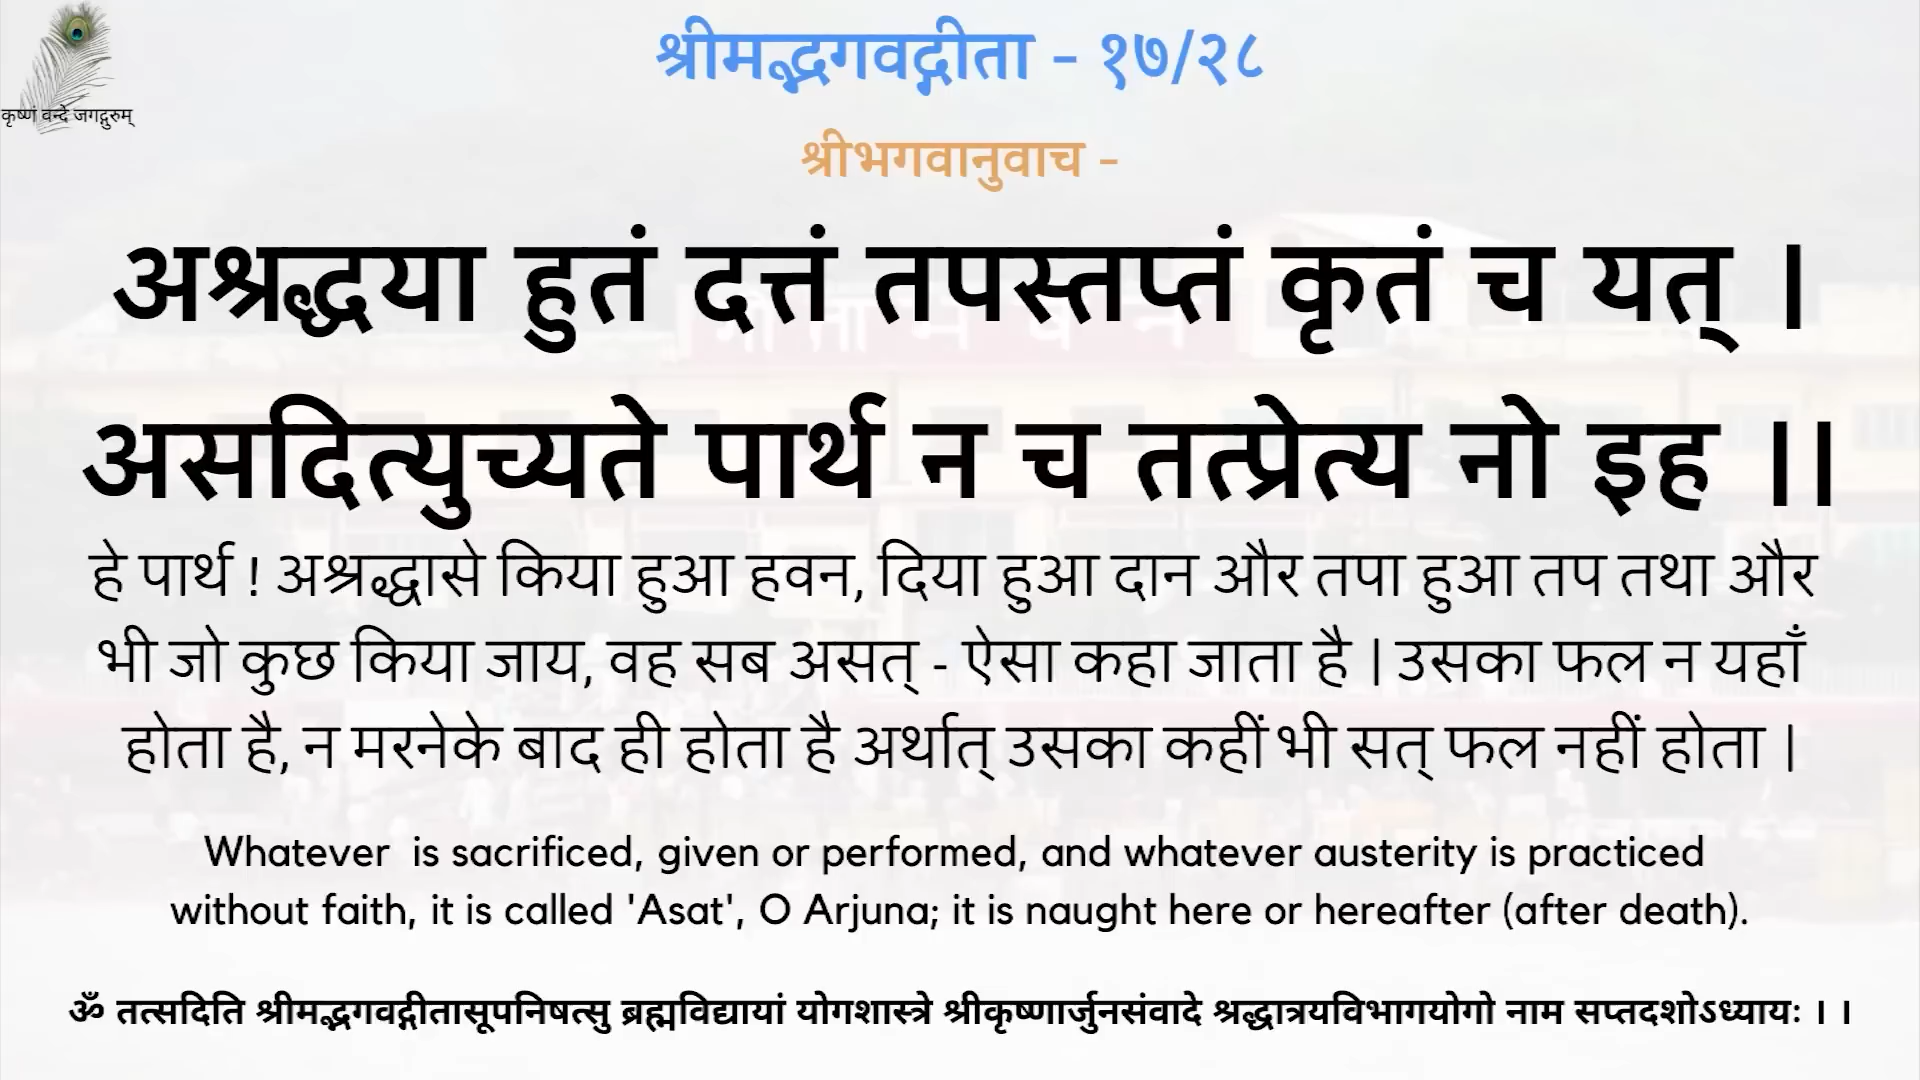 श्रीमद्भगवद्गीता - १७/२८
कृष्णं वन्दे जगद्गुरुम्
श्रीभगवानुवाच -
अश्रद्धया हुतं दत्तं तपस्तप्तं कृतं च यत् ।
असदित्युच्यते पार्थ न च तत्प्रेत्य नो इह ।।
हे पार्थ ! अश्रद्धासे किया हुआ हवन, दिया हुआ दान और तपा हुआ तप तथा और
भी जो कुछ किया जाय, वह सब असत् - ऐसा कहा जाता है | उसका फल न यहाँ
होता है, न मरनेके बाद ही होता है अर्थात् उसका कहीं भी सत् फल नहीं होता |
Whatever is sacrificed, given or performed, and whatever austerity is practiced
without faith, it is called 'Asat', O Arjuna; it is naught here or hereafter (after death).
ॐ तत्सदिति श्रीमद्भगवद्गीतासूपनिषत्सु ब्रह्मविद्यायां योगशास्त्रे श्रीकृष्णार्जुनसंवादे श्रद्धात्रयविभागयोगो नाम सप्तदशोऽध्यायः । ।